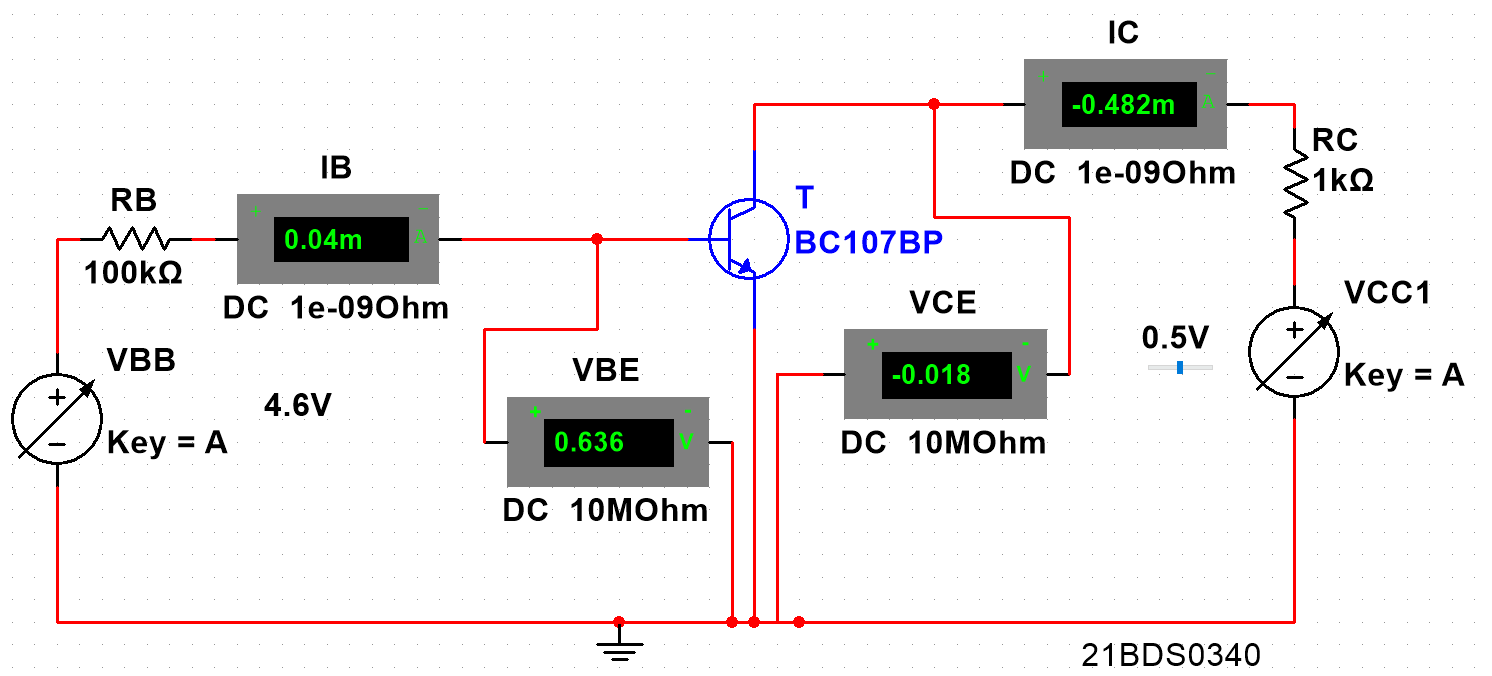 IC
+ −
-0.482m A
DC 1e-09Ohm
RC
1kΩ
IB
+ −
0.04m A
DC 1e-09Ohm
RB
100kΩ
T
BC107BP
VCE
+ -
-0.018 V
DC 10MOhm
0.5V
VCC1
+
−
Key = A
VBB
+
−
Key = A
4.6V
VBE
+ -
0.636 V
DC 10MOhm
21BDS0340